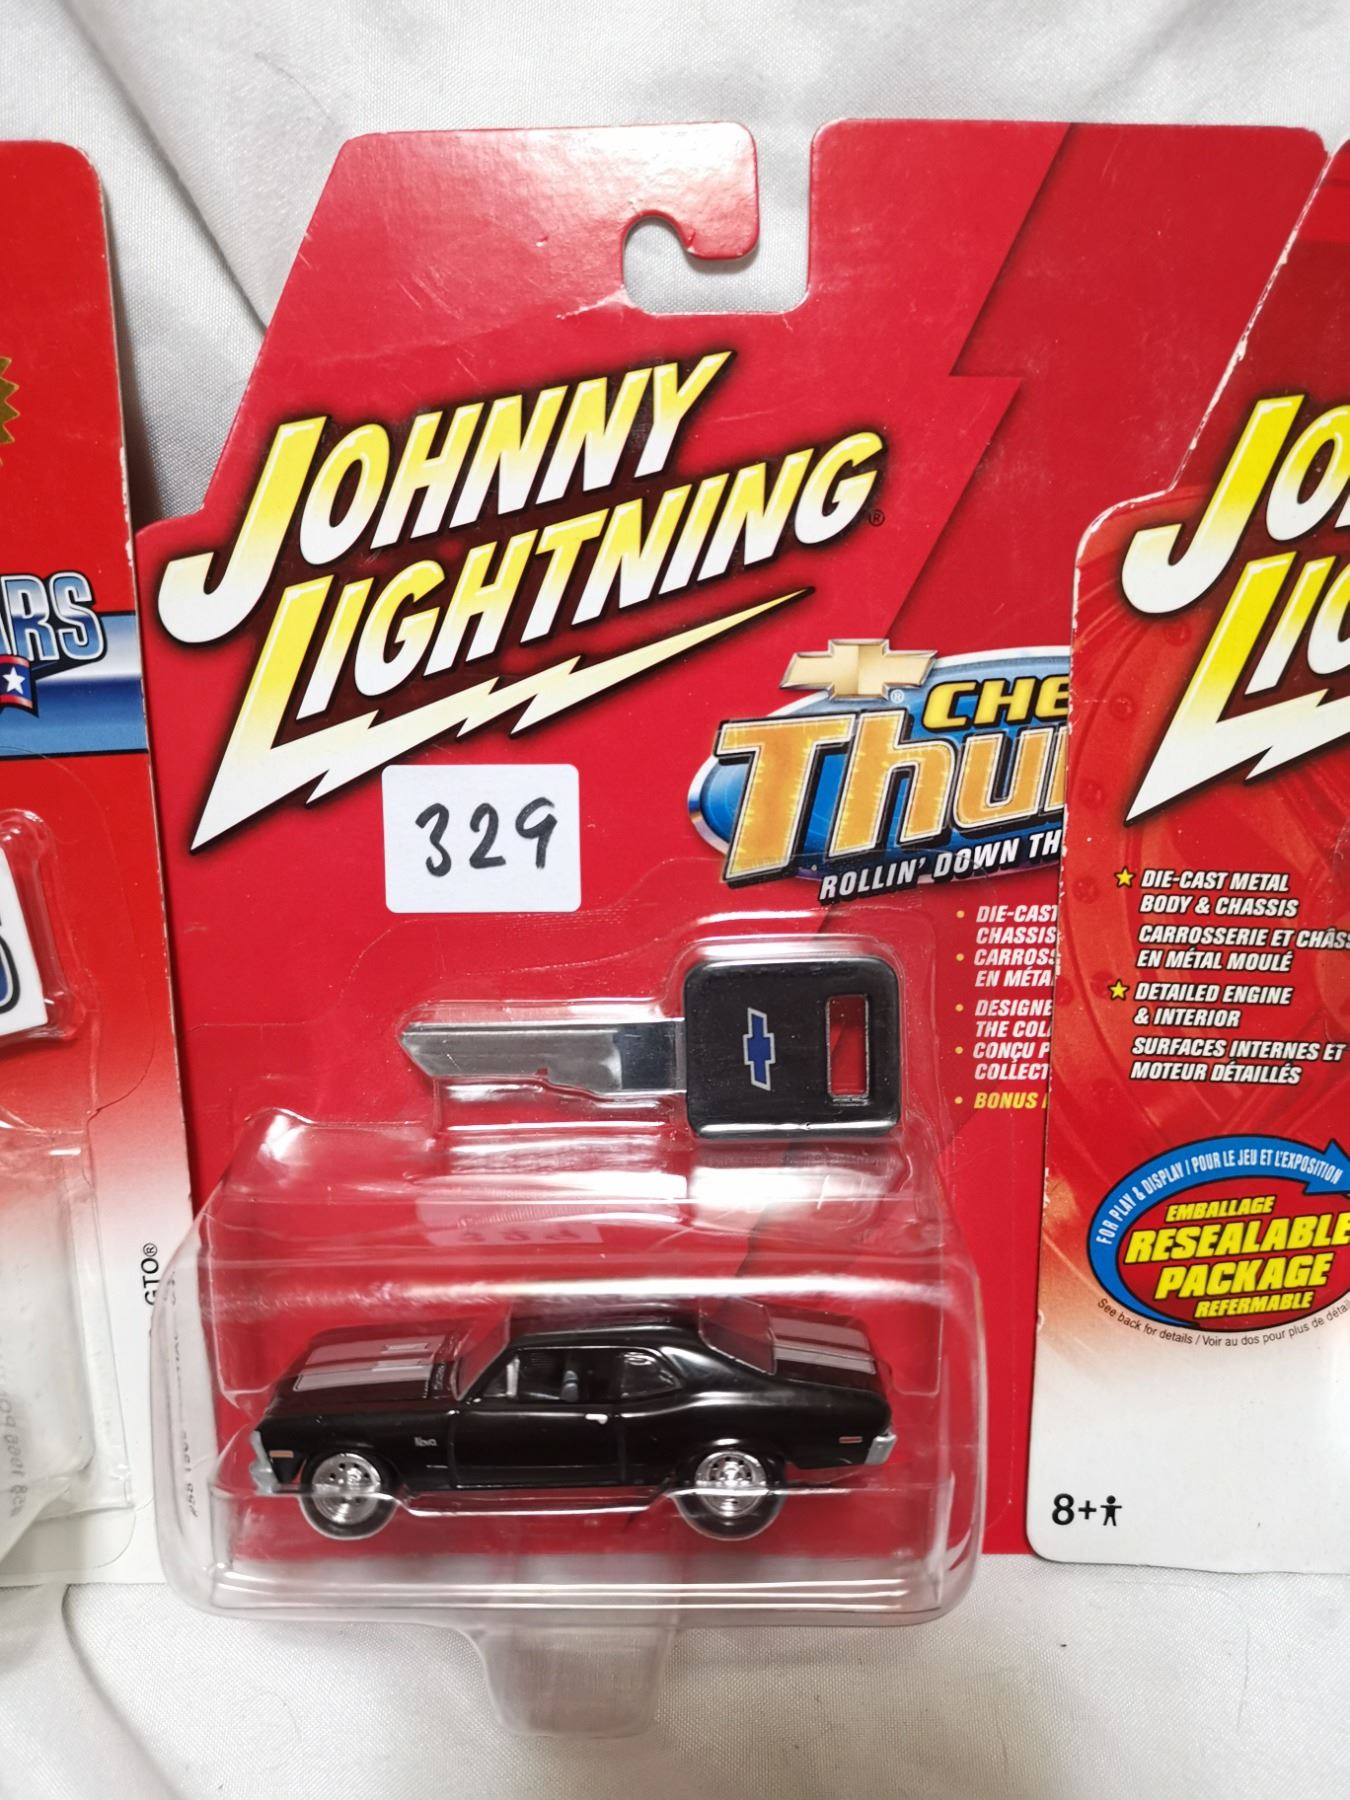 JOHNNY
LIGHTNING®
CHE
Thu
ROLLIN' DOWN TH
329
• DIE-CAST
CHASSIS
• CARROSS
EN MÉTA
• DESIGNE
THE COL
• CONÇU P
COLLECT
• BONUS
Nova
ARS
GTO®
JO
LIG
★ DIE-CAST METAL
BODY & CHASSIS
CARROSSERIE ET CHÂSS
EN MÉTAL MOULÉ
★ DETAILED ENGINE
& INTERIOR
SURFACES INTERNES ET
MOTEUR DÉTAILLÉS
FOR PLAY & DISPLAY / POUR LE JEU ET L'EXPOSITION
EMBALLAGE
RESEALABLE
PACKAGE
REFERMABLE
See back for details / Voir au dos pour plus de détai
8+